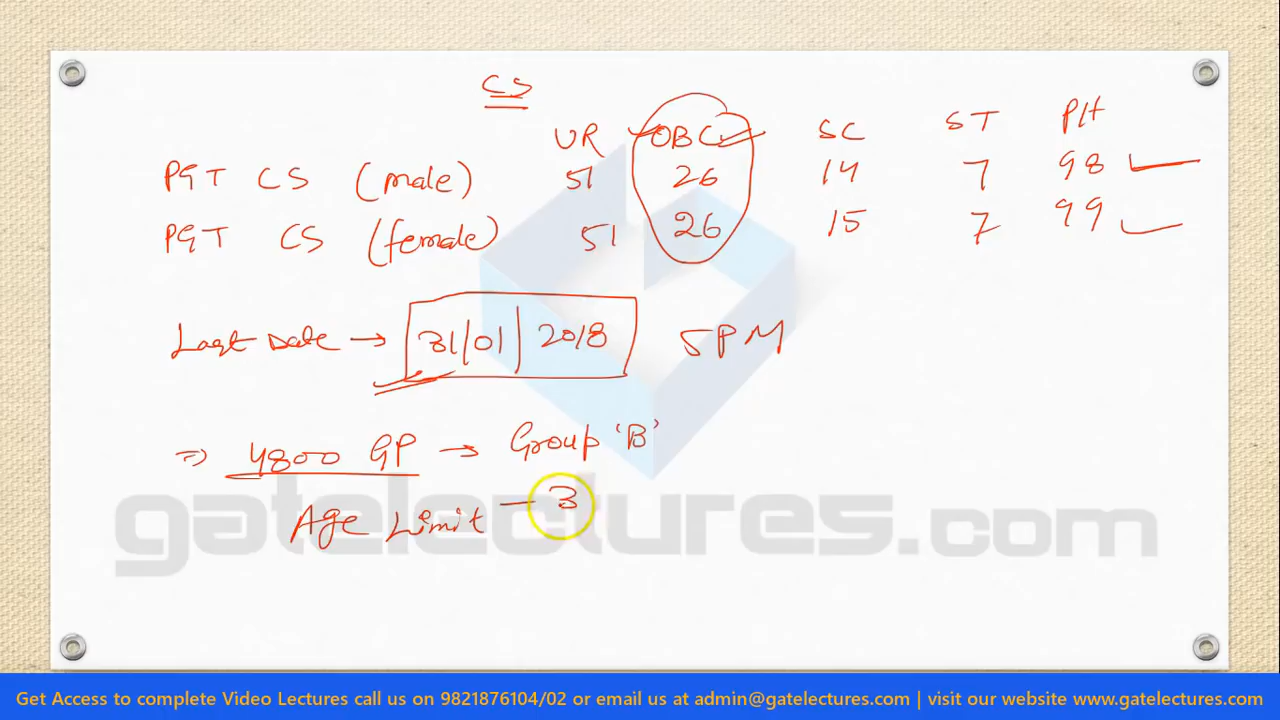 CS
UR OBC SC ST PH
PGT CS (male) 51 26 14 7 98
PGT CS (female) 51 26 15 7 99
Last Date → 31/01/2018 5PM
⇒ 4800 GP → Group 'B'
Age Limit - 3
gatelectures.com
Get Access to complete Video Lectures call us on 9821876104/02 or email us at admin@gatelectures.com | visit our website www.gatelectures.com